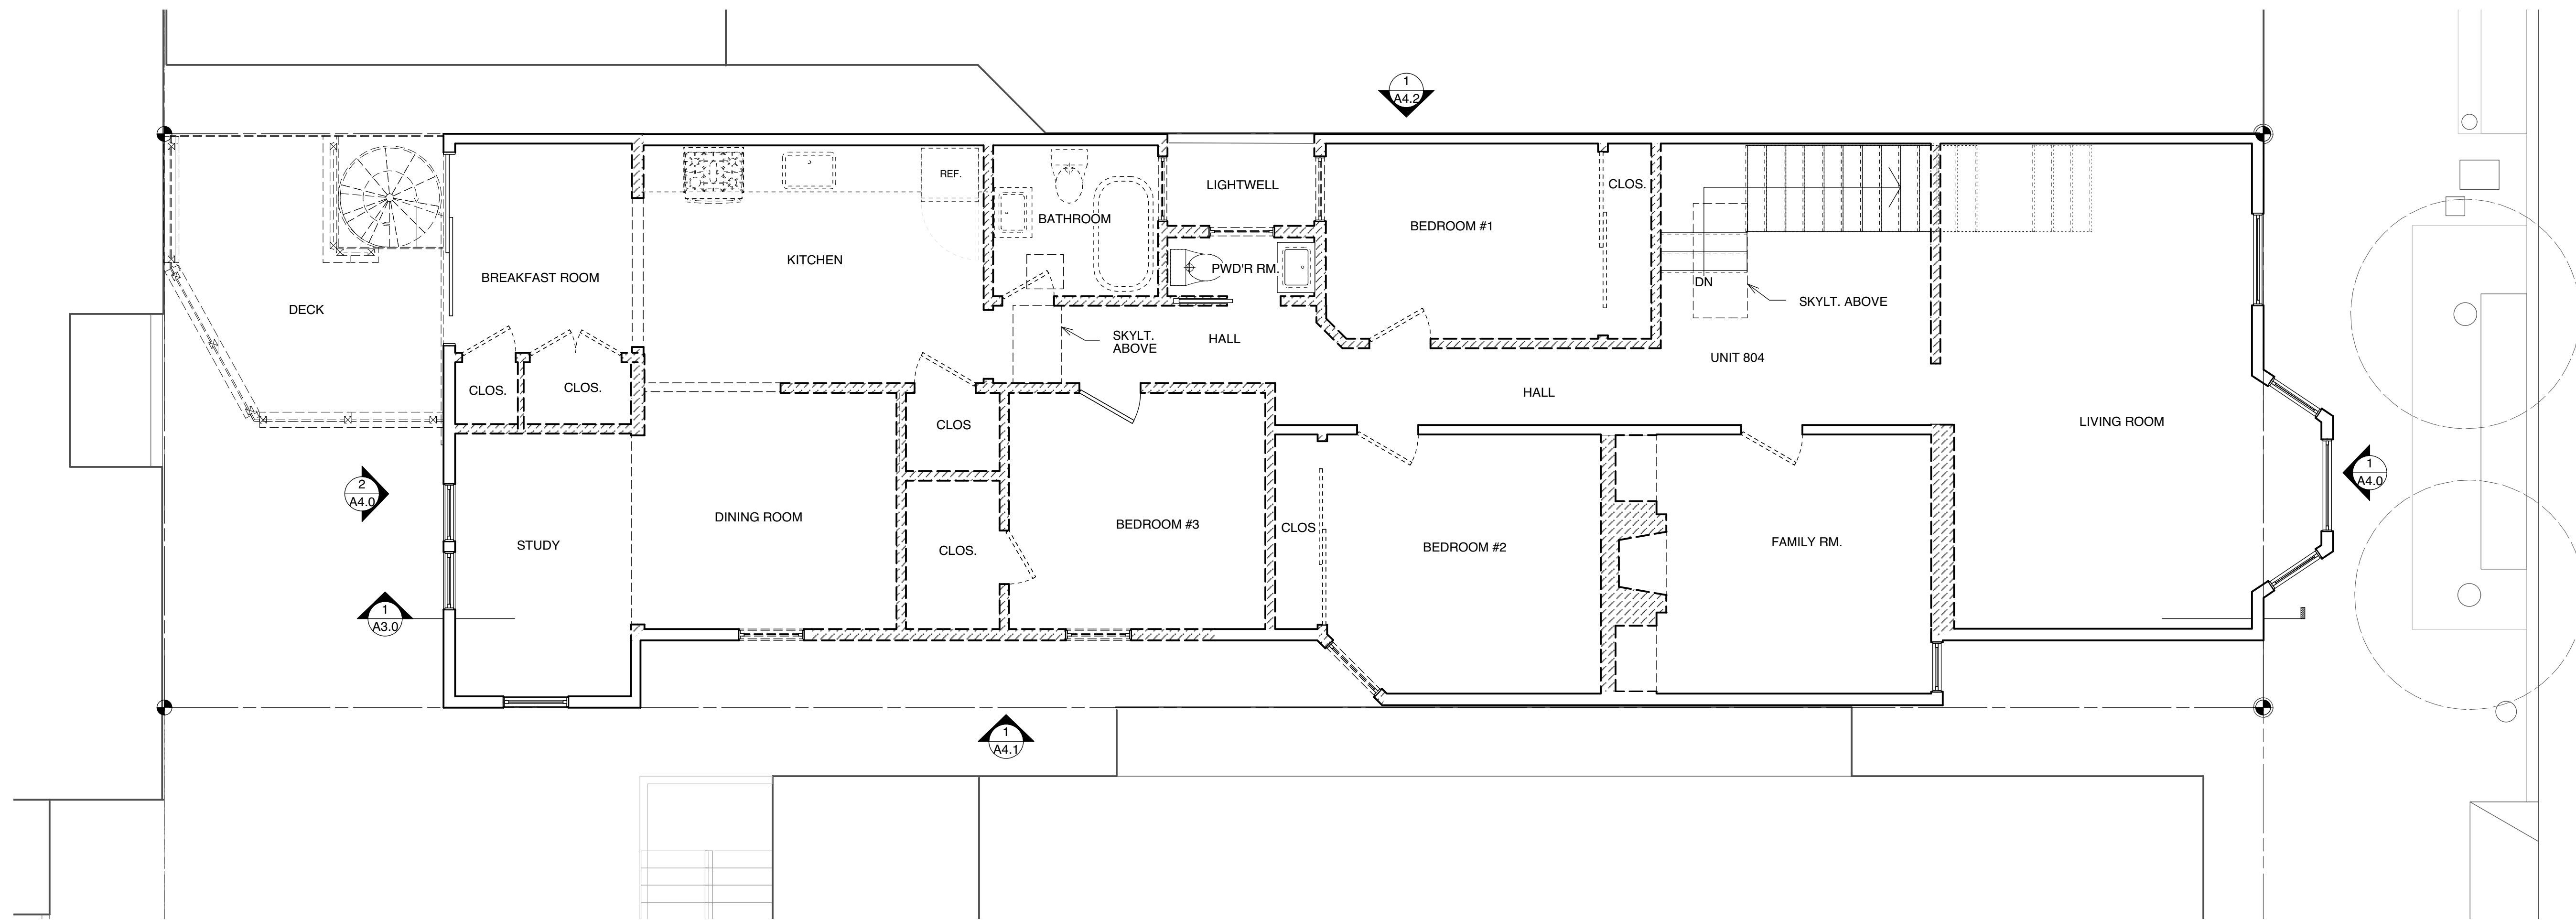 1
A4.2
REF.
LIGHTWELL
CLOS.
BATHROOM
BEDROOM #1
KITCHEN
PWD'R RM.
BREAKFAST ROOM
DN
SKYLT. ABOVE
DECK
SKYLT.
ABOVE
HALL
UNIT 804
CLOS.
CLOS.
HALL
CLOS
LIVING ROOM
2
A4.0
1
A4.0
DINING ROOM
BEDROOM #3
CLOS
STUDY
CLOS.
BEDROOM #2
FAMILY RM.
1
A3.0
1
A4.1